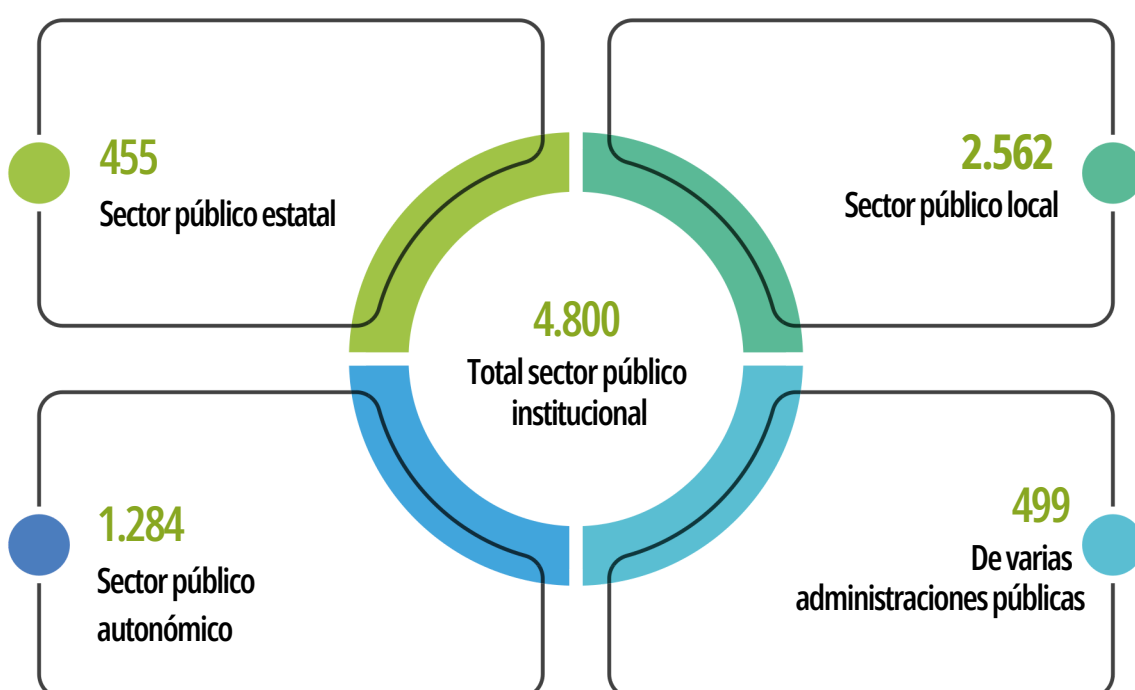 455
Sector público estatal
2.562
Sector público local
4.800
Total sector público
institucional
1.284
Sector público
autonómico
499
De varias
administraciones públicas